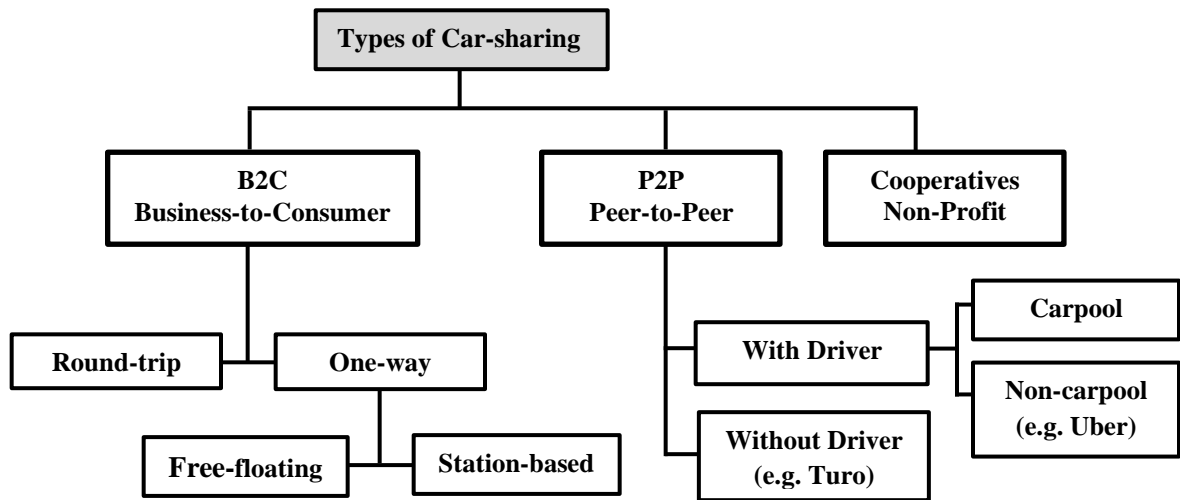 Types of Car-sharing
B2C
Business-to-Consumer
P2P
Peer-to-Peer
Cooperatives
Non-Profit
Round-trip
One-way
With Driver
Carpool
Non-carpool
(e.g. Uber)
Free-floating
Station-based
Without Driver
(e.g. Turo)